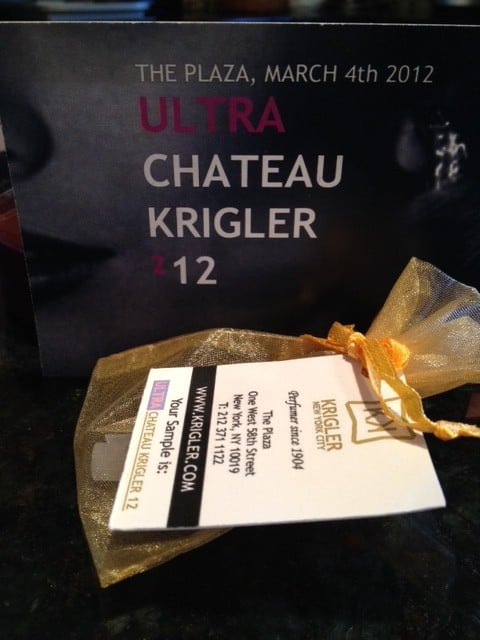 THE PLAZA, MARCH 4th 2012
ULTRA
CHATEAU
KRIGLER
²12
KRIGLER
NEW YORK CITY
Perfumer since 1904
The Plaza
One West 58th Street
New York, NY 10019
T: 212 371 1122
WWW.KRIGLER.COM
Your Sample is:
ULTRA CHATEAU KRIGLER 12